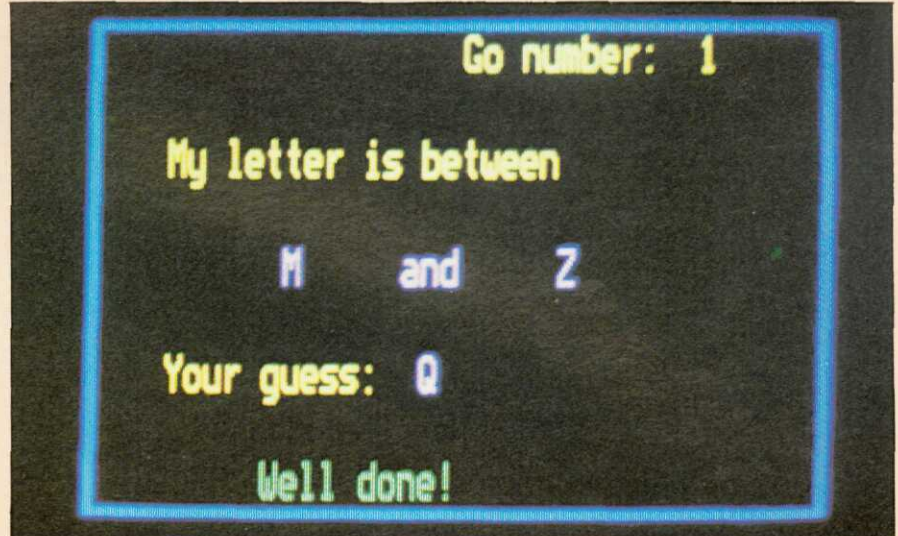 Go number: 1
My letter is between
M and Z
Your guess: Q
Well done!